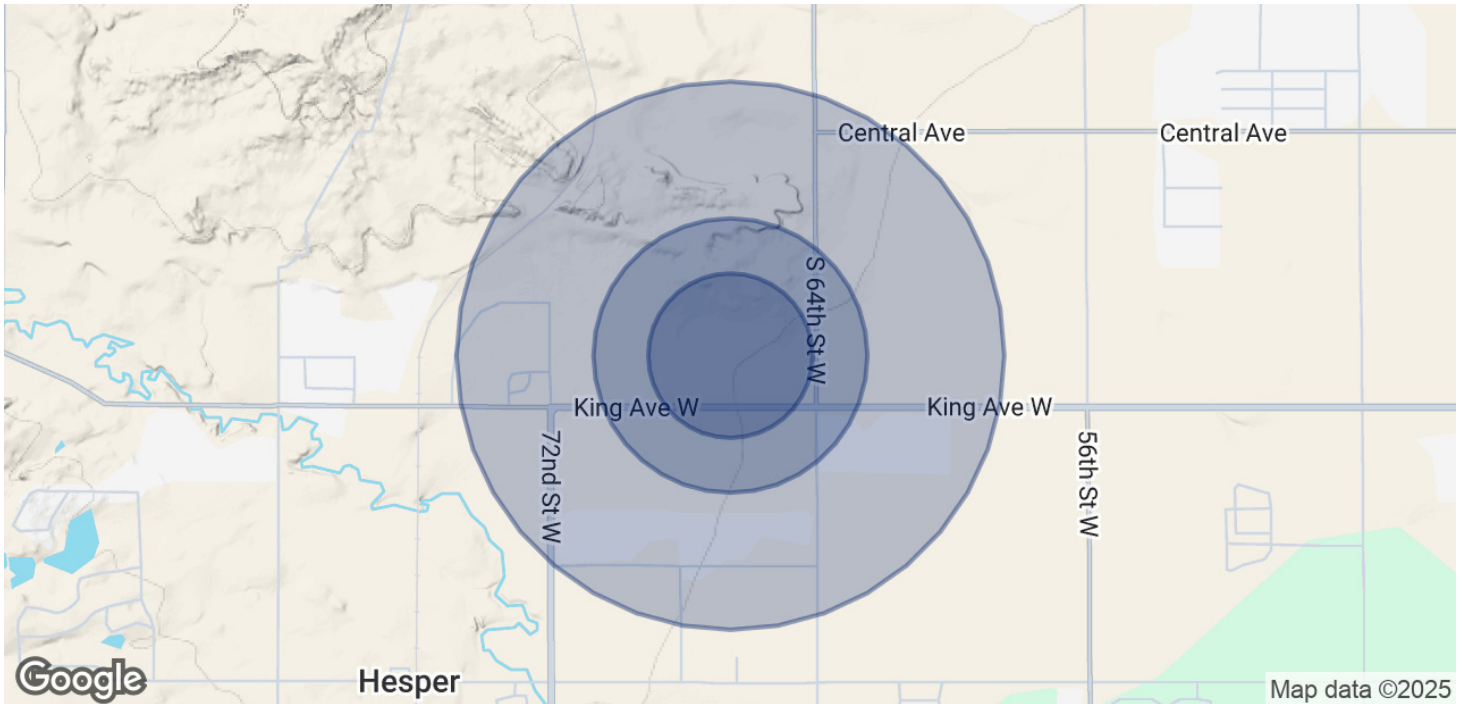 Central Ave
Central Ave
S 64th St W
King Ave W
King Ave W
72nd St W
56th St W
Hesper
Google
Map data ©2025